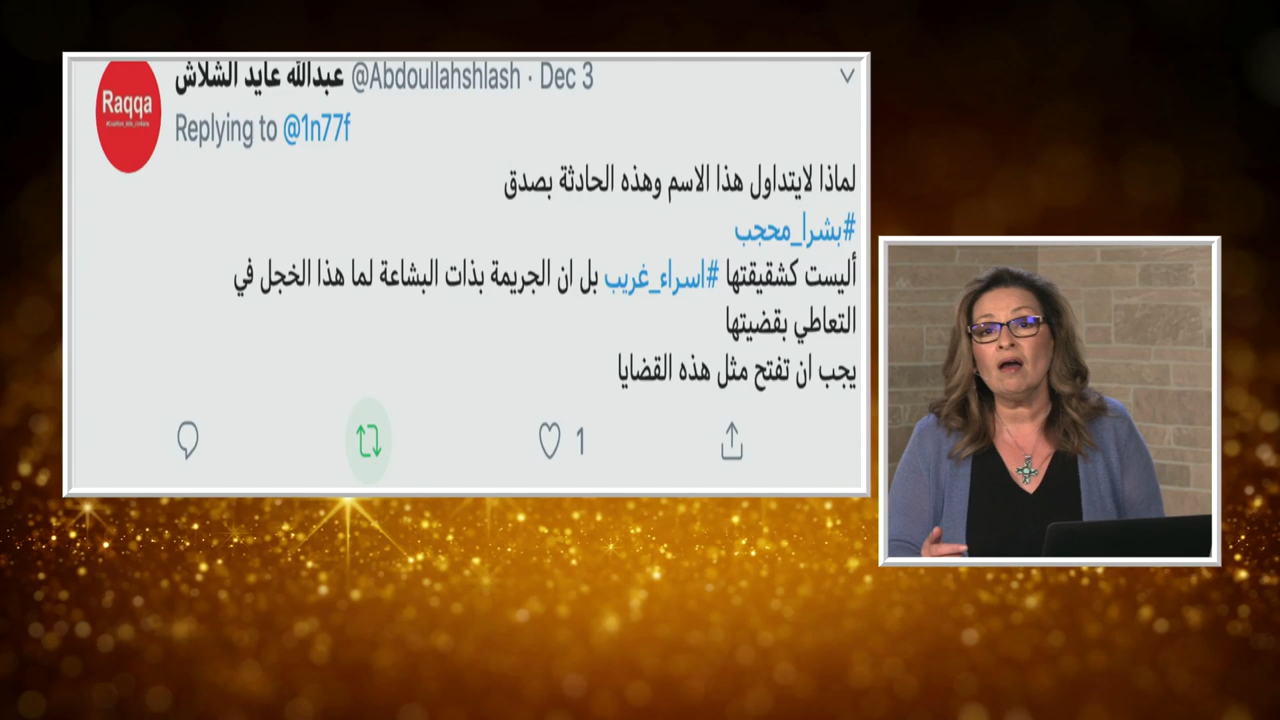 Raqqa
عبدالله عايد الشلاش @Abdoullahshlash · Dec 3
Replying to @1n77f
لماذا لايتداول هذا الاسم وهذه الحادثة بصدق
#بشرا_محجب
أليست كشقيقتها #اسراء_غريب بل ان الجريمة بذات البشاعة لما هذا الخجل في
التعاطي بقضيتها
يجب ان تفتح مثل هذه القضايا
1